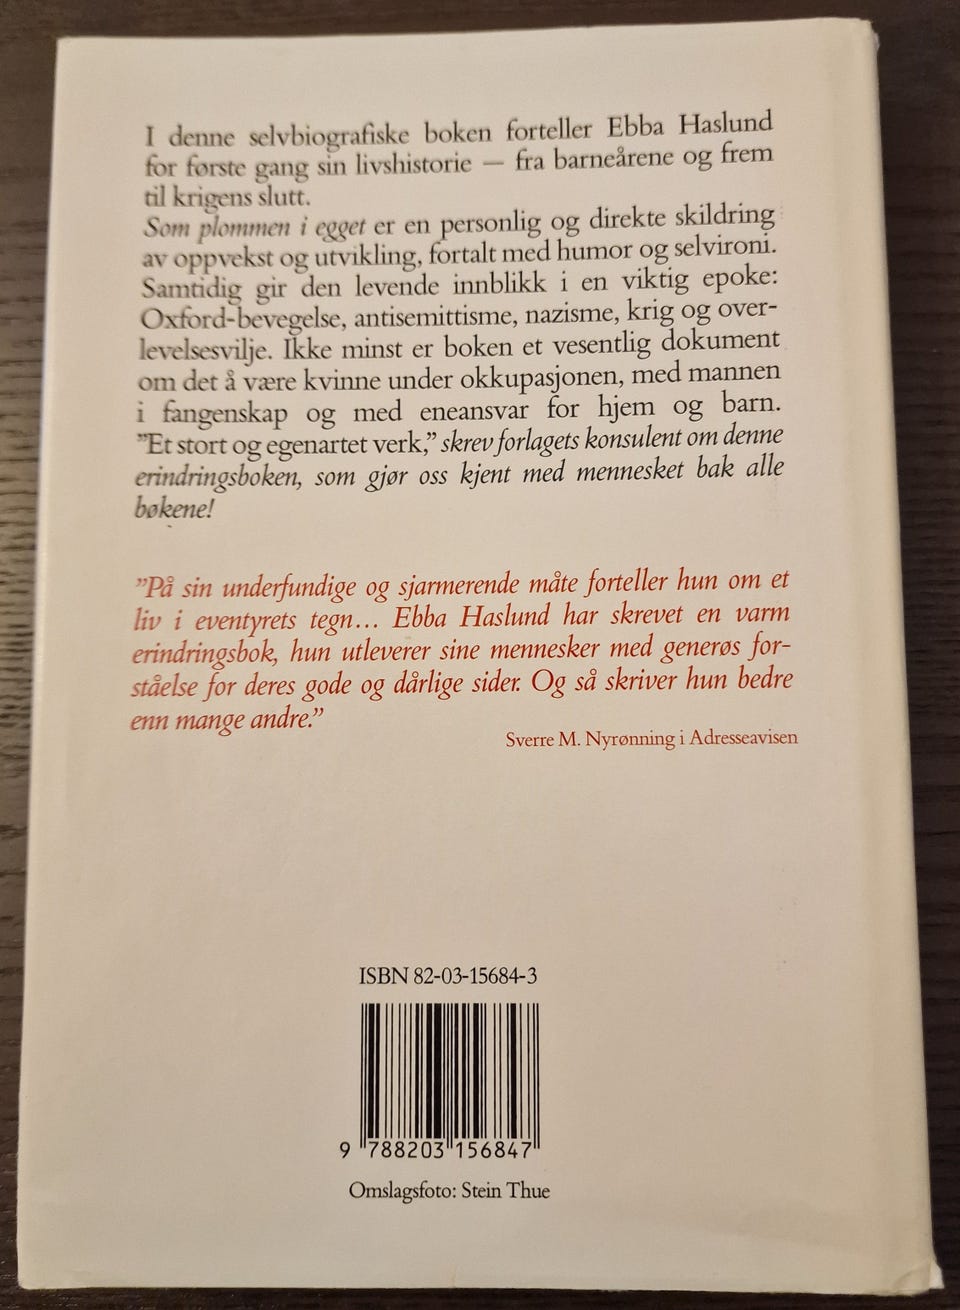 I denne selvbiografiske boken forteller Ebba Haslund
for første gang sin livshistorie — fra barneårene og frem
til krigens slutt.
Som plommen i egget er en personlig og direkte skildring
av oppvekst og utvikling, fortalt med humor og selvironi.
Samtidig gir den levende innblikk i en viktig epoke:
Oxford-bevegelse, antisemittisme, nazisme, krig og over-
levelsesvilje. Ikke minst er boken et vesentlig dokument
om det å være kvinne under okkupasjonen, med mannen
i fangenskap og med eneansvar for hjem og barn.
”Et stort og egenartet verk,” skrev forlagets konsulent om denne
erindringsboken, som gjør oss kjent med mennesket bak alle
bøkene!
”På sin underfundige og sjarmerende måte forteller hun om et
liv i eventyrets tegn... Ebba Haslund har skrevet en varm
erindringsbok, hun utleverer sine mennesker med generøs for-
ståelse for deres gode og dårlige sider. Og så skriver hun bedre
enn mange andre.”
Sverre M. Nyrønning i Adresseavisen
ISBN 82-03-15684-3
9 788203 156847
Omslagsfoto: Stein Thue